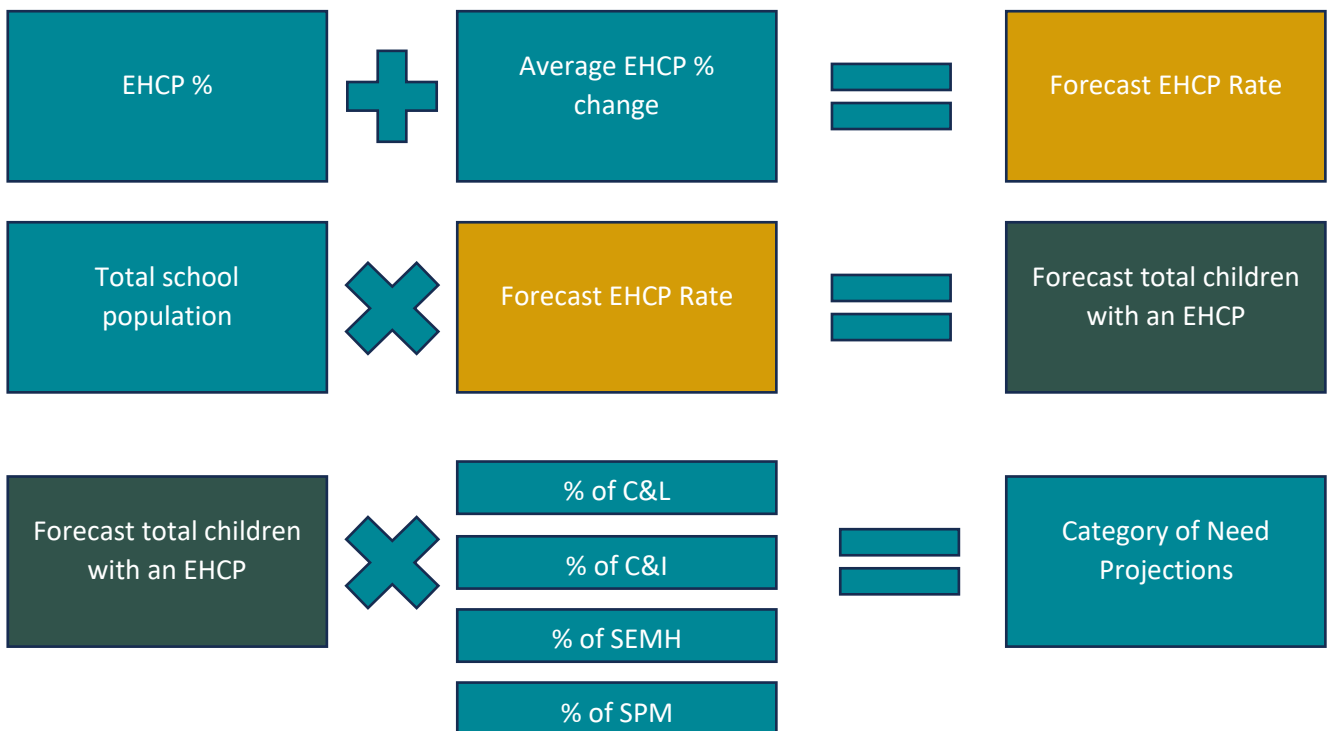 EHCP %
Average EHCP %
change
Forecast EHCP Rate
Total school
population
Forecast EHCP Rate
Forecast total children
with an EHCP
Forecast total children
with an EHCP
% of C&L
% of C&I
% of SEMH
% of SPM
Category of Need
Projections